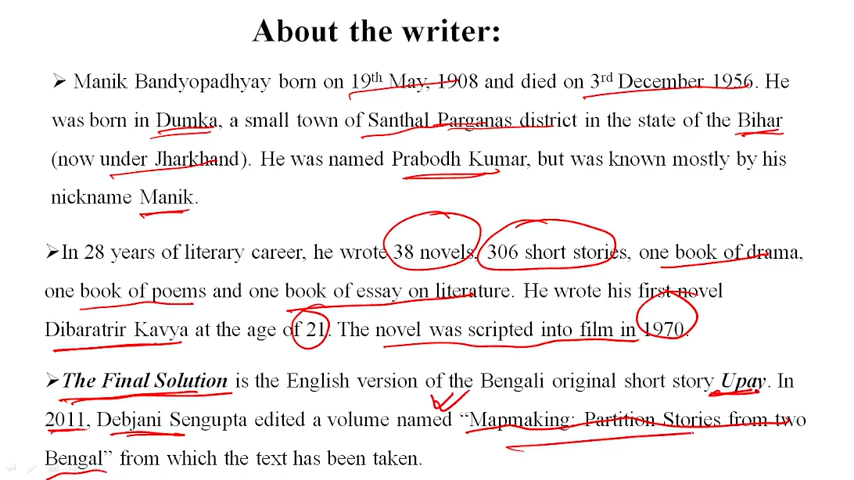 About the writer:
➢ Manik Bandyopadhyay born on 19th May, 1908 and died on 3rd December 1956. He
was born in Dumka, a small town of Santhal Parganas district in the state of the Bihar
(now under Jharkhand). He was named Prabodh Kumar, but was known mostly by his
nickname Manik.
➢In 28 years of literary career, he wrote 38 novels, 306 short stories, one book of drama,
one book of poems and one book of essay on literature. He wrote his first novel
Dibaratrir Kavya at the age of 21. The novel was scripted into film in 1970.
➢ The Final Solution is the English version of the Bengali original short story Upay. In
2011, Debjani Sengupta edited a volume named “Mapmaking: Partition Stories from two
Bengal” from which the text has been taken.